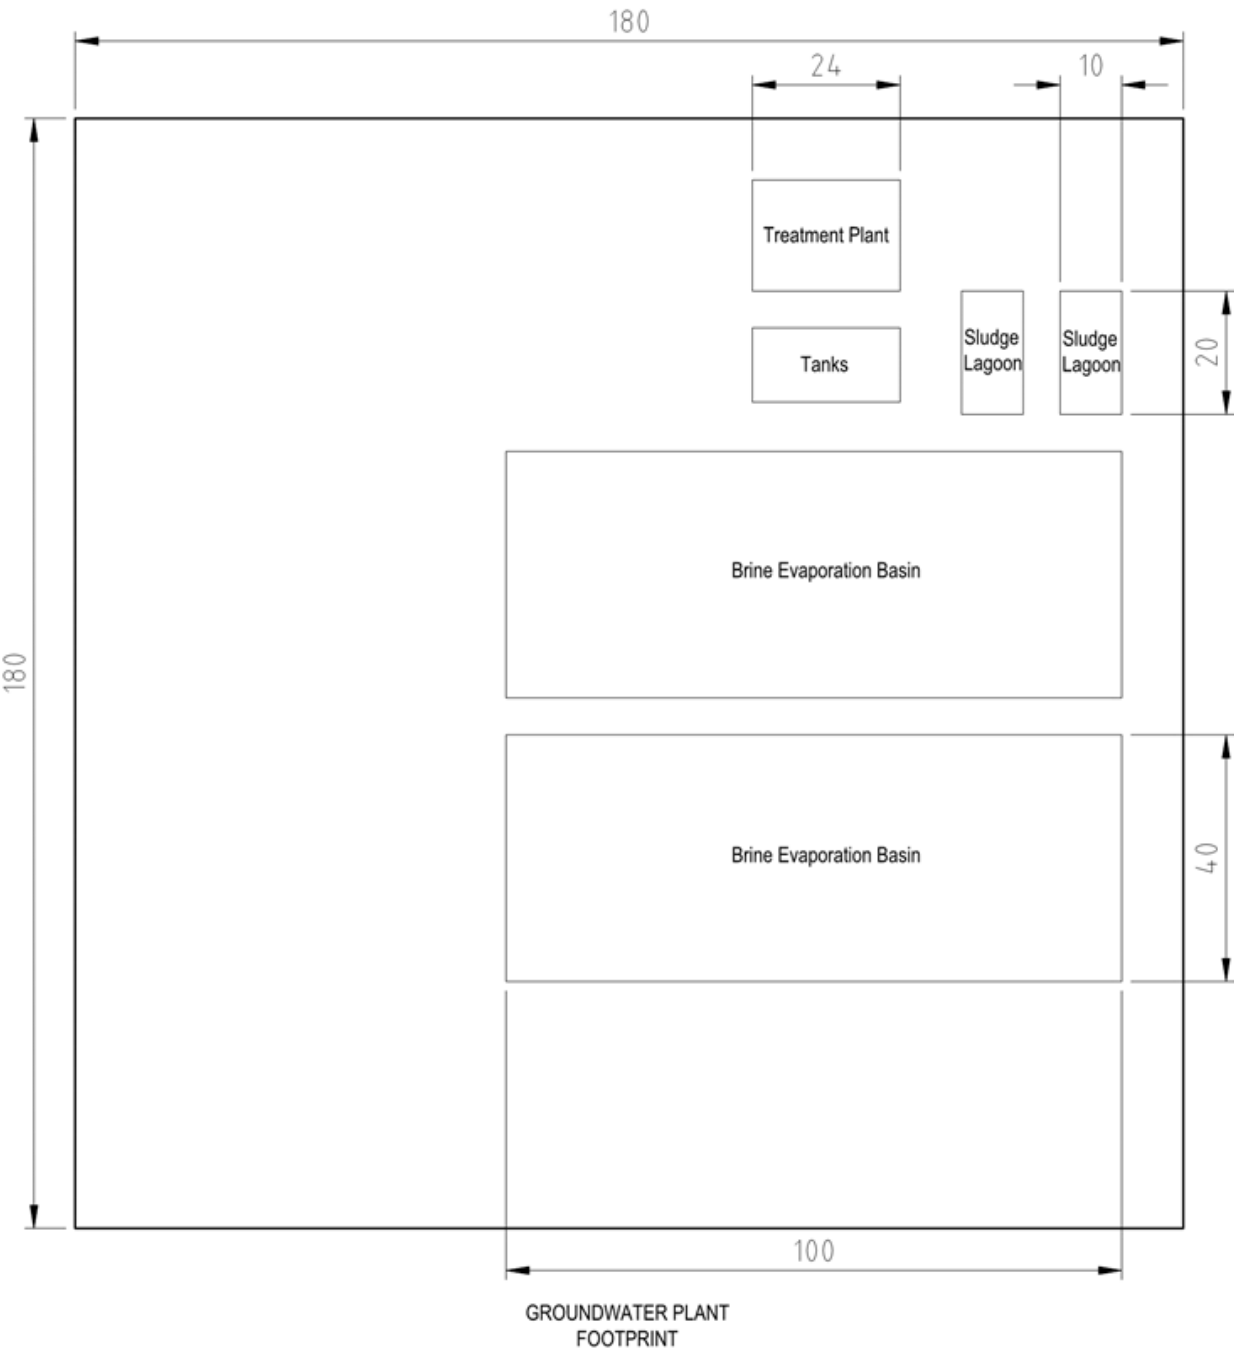 180
24
10
Treatment Plant
Sludge
Lagoon
Sludge
Lagoon
20
Tanks
Brine Evaporation Basin
180
Brine Evaporation Basin
40
100
GROUNDWATER PLANT
FOOTPRINT